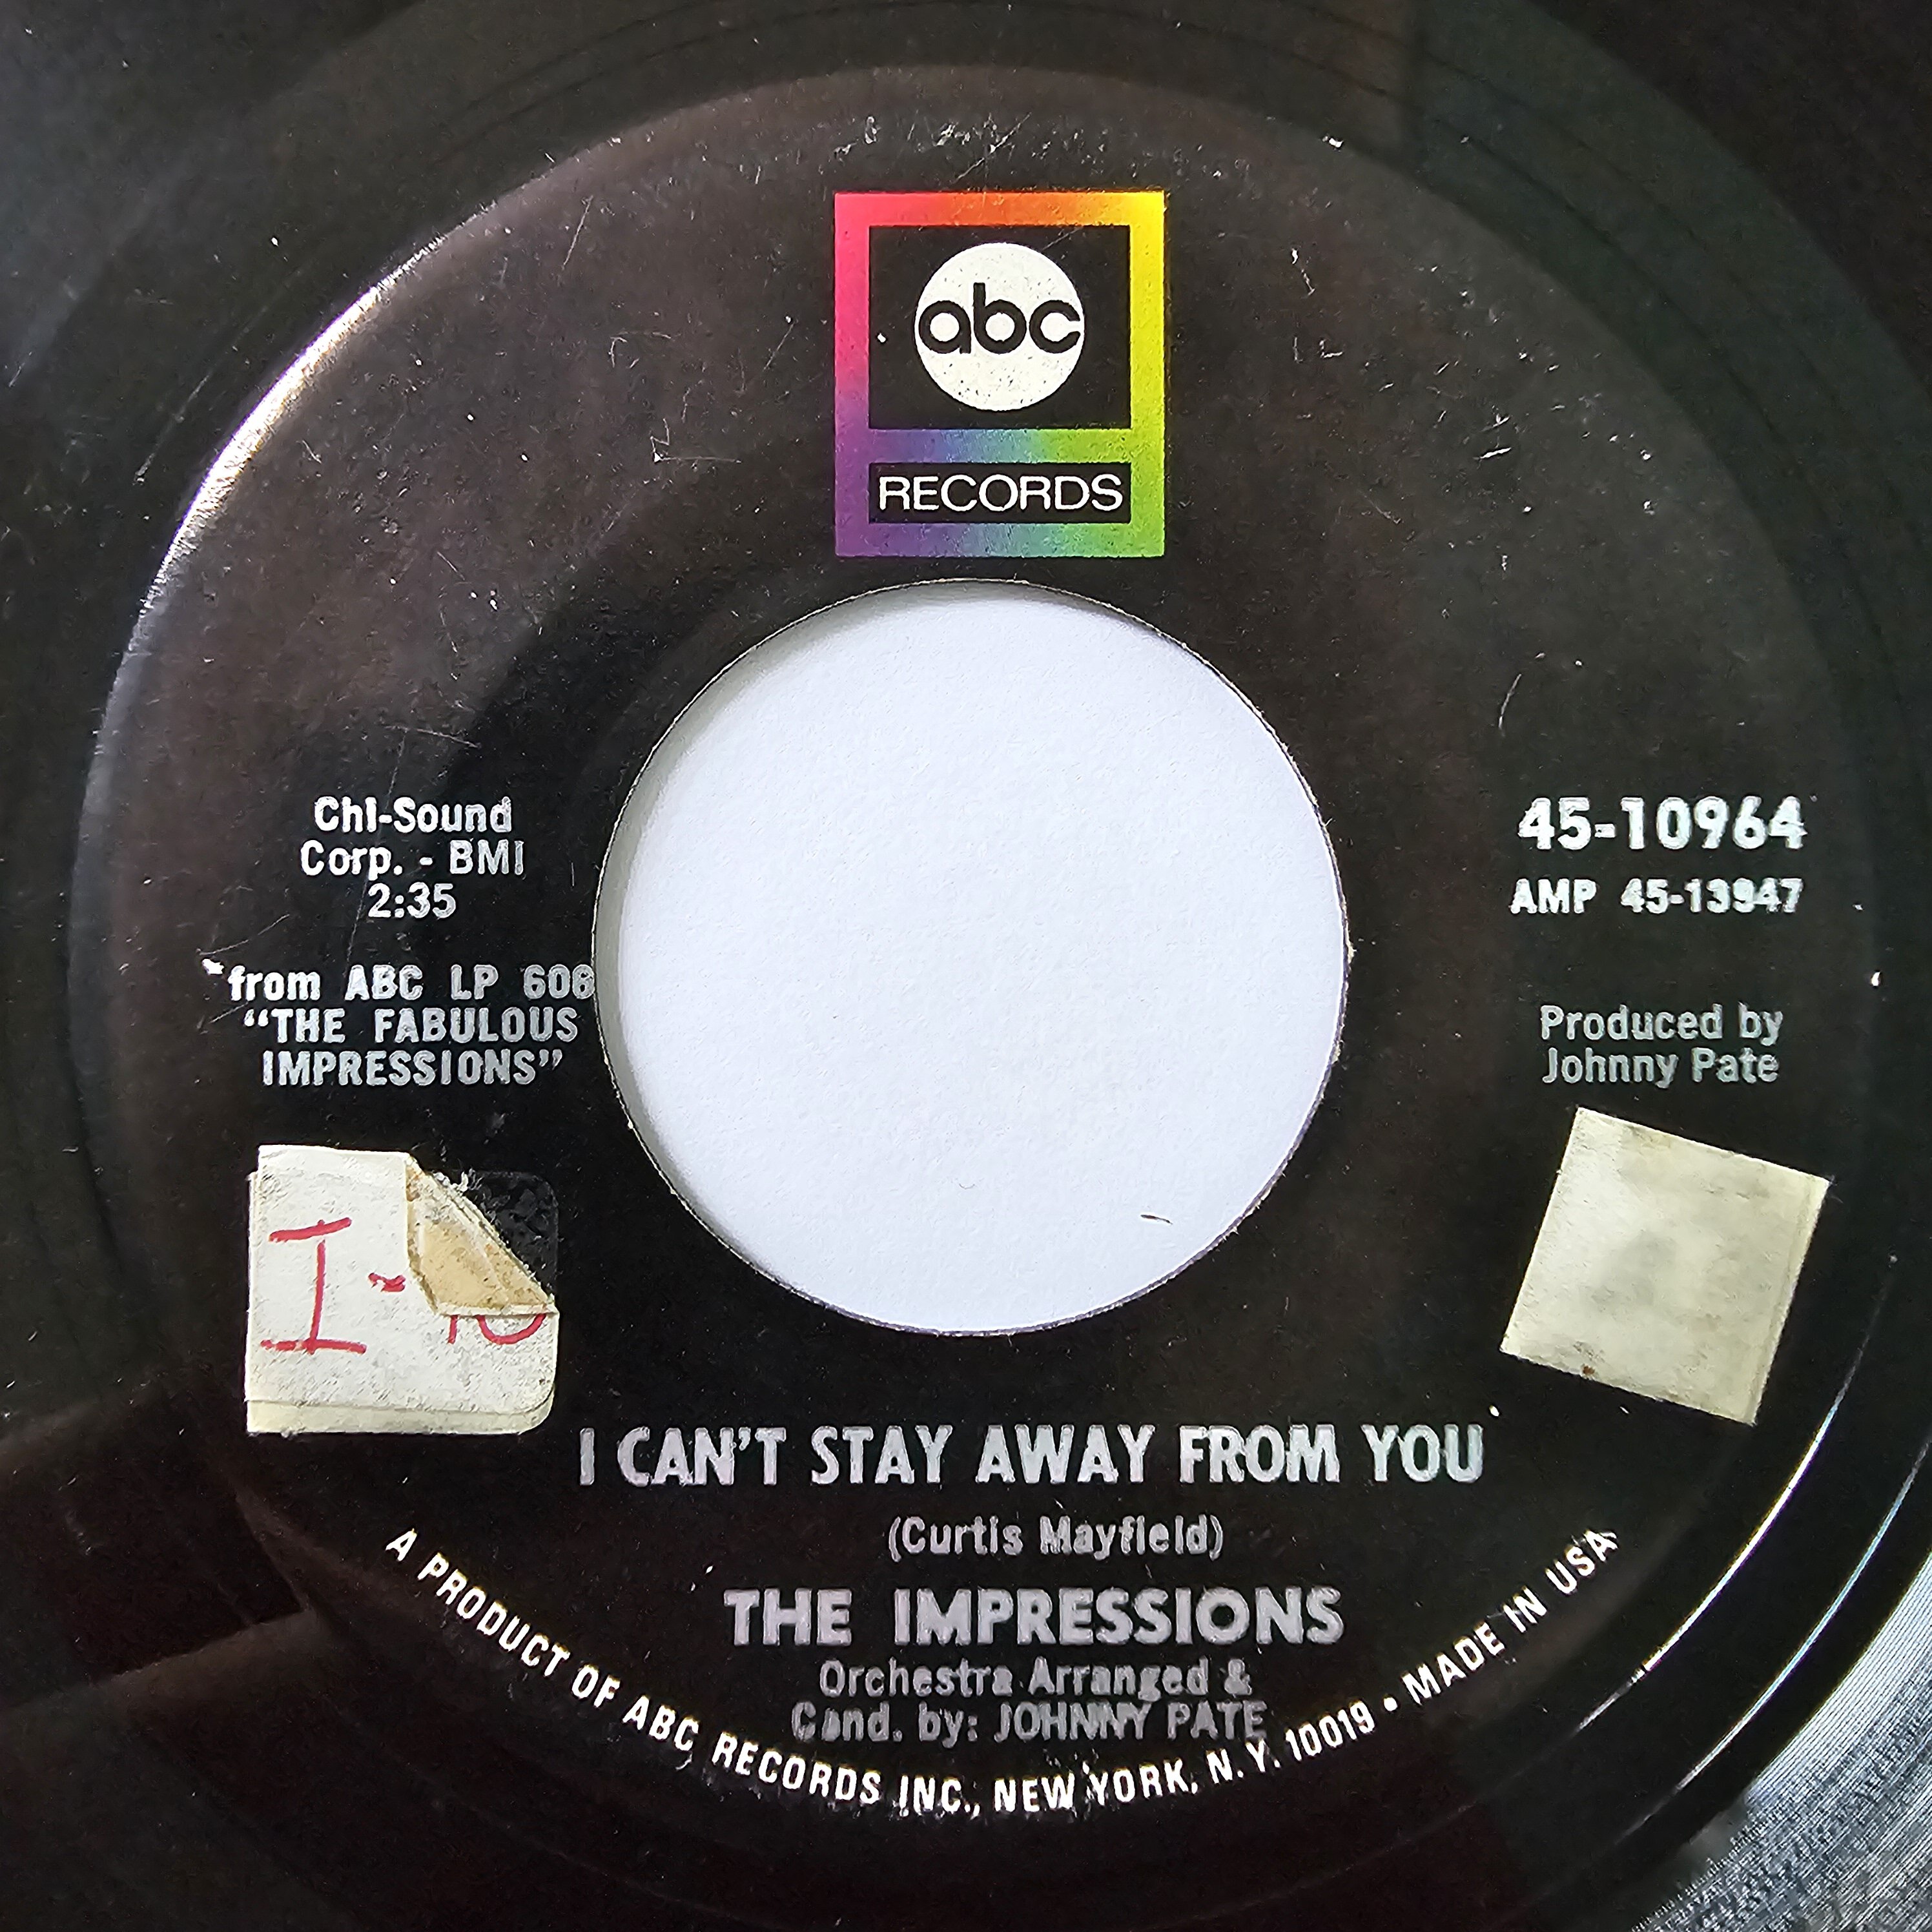 abc
RECORDS
Chi-Sound
Corp. - BMI
2:35
from ABC LP 606
"THE FABULOUS
IMPRESSIONS"
45-10964
AMP 45-13947
Produced by
Johnny Pate
I-
I CAN'T STAY AWAY FROM YOU
(Curtis Mayfield)
THE IMPRESSIONS
Orchestra Arranged &
Cond. by: JOHNNY PATE
A PRODUCT OF ABC RECORDS INC., NEW YORK, N.Y. 10019 • MADE IN USA